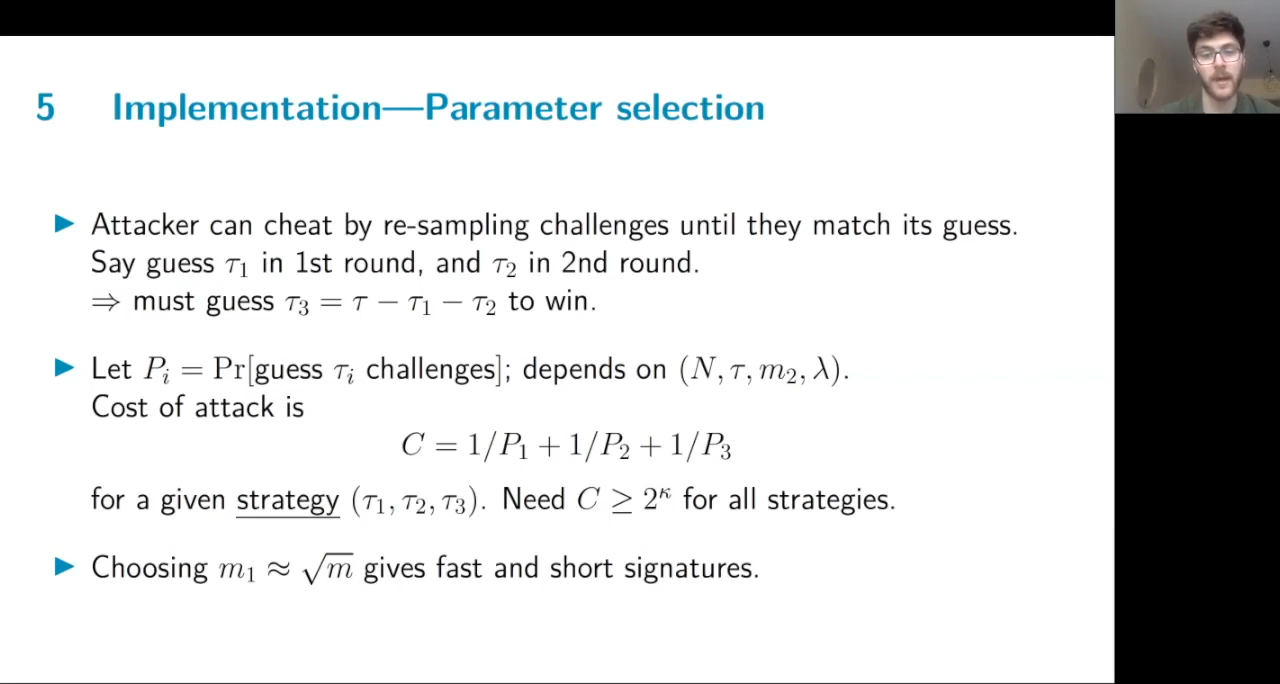 5 Implementation—Parameter selection
▶ Attacker can cheat by re-sampling challenges until they match its guess.
Say guess τ₁ in 1st round, and τ₂ in 2nd round.
⇒ must guess τ₃ = τ − τ₁ − τ₂ to win.
▶ Let Pᵢ = Pr[guess τᵢ challenges]; depends on (N, τ, m₂, λ).
Cost of attack is
C = 1/P₁ + 1/P₂ + 1/P₃
for a given strategy (τ₁, τ₂, τ₃). Need C ≥ 2^κ for all strategies.
▶ Choosing m₁ ≈ √m gives fast and short signatures.